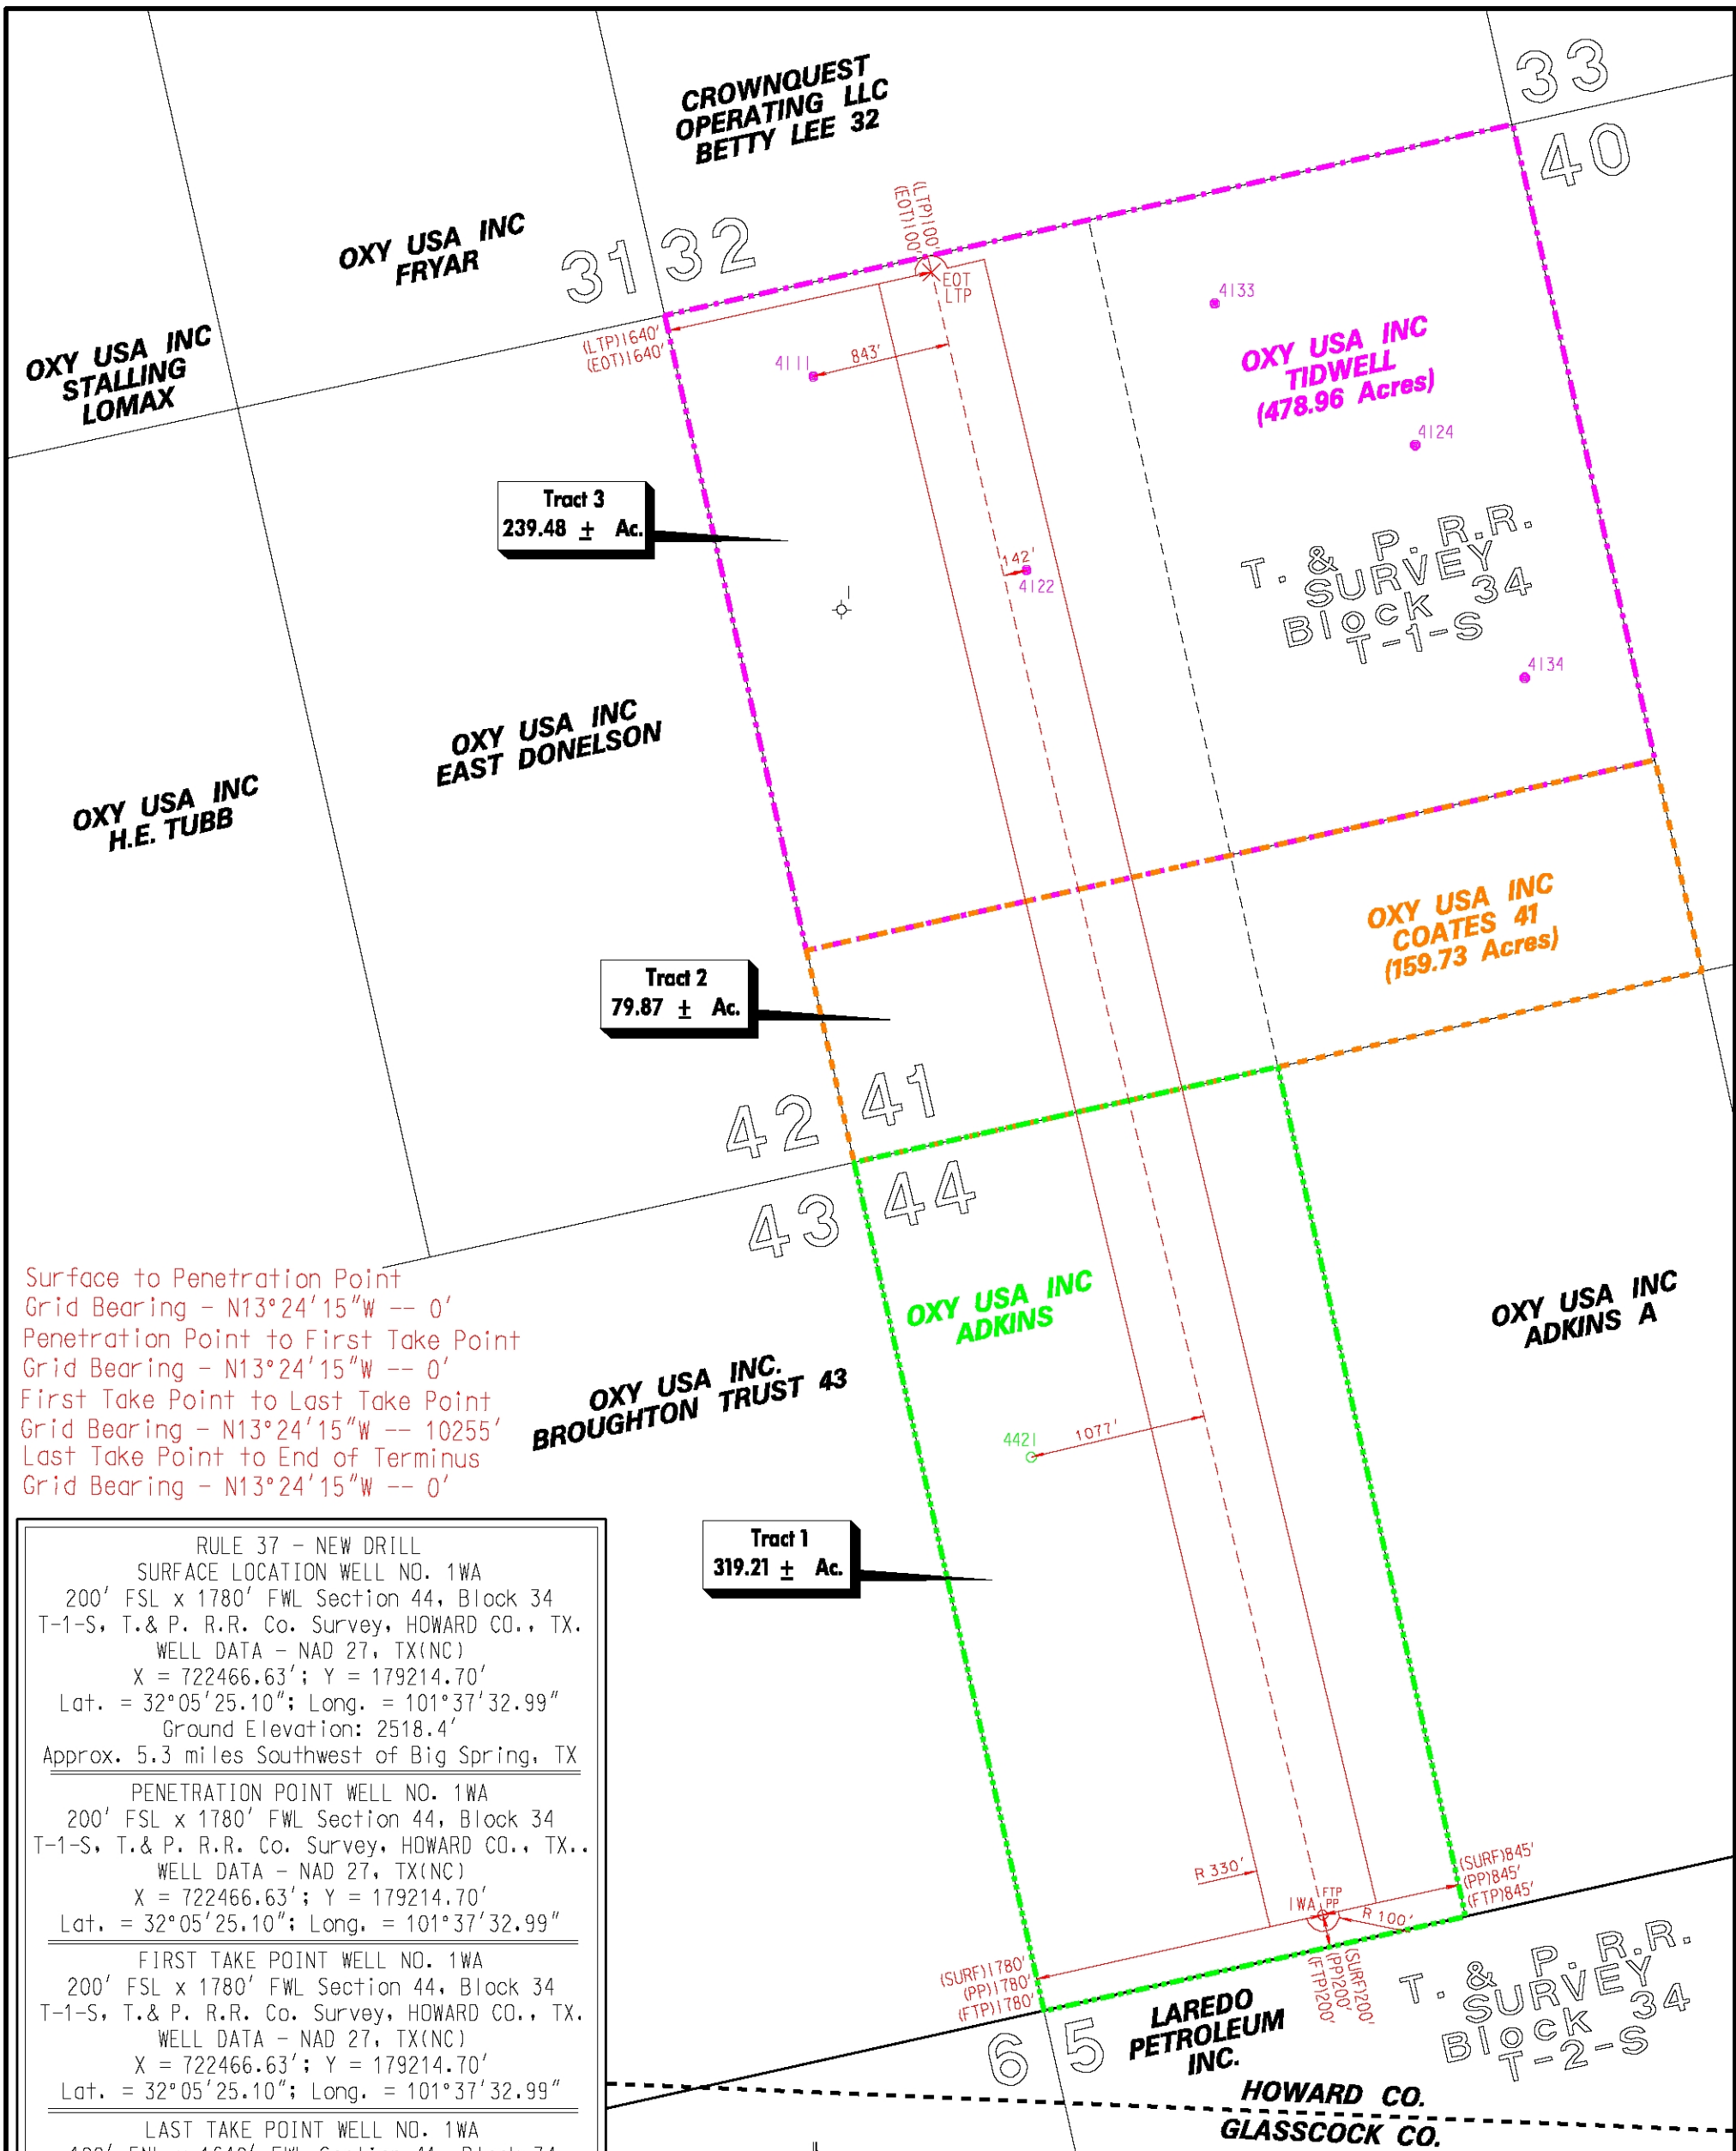 CROWNQUEST
OPERATING LLC
BETTY LEE 32
33
40
OXY USA INC
FRYAR
31 32
(LTP)100'
(EOT)100'
EOT
LTP
OXY USA INC
STALLING
LOMAX
(LTP)1640'
(EOT)1640'
4111
843'
4133
OXY USA INC
TIDWELL
(478.96 Acres)
4124
Tract 3
239.48 ± Ac.
142'
4122
1
T. & P. R.R.
SURVEY
Block 34
T-1-S
4134
OXY USA INC
EAST DONELSON
OXY USA INC
H.E. TUBB
OXY USA INC
COATES 41
(159.73 Acres)
Tract 2
79.87 ± Ac.
42 41
43 44
Surface to Penetration Point
Grid Bearing - N13°24'15"W -- 0'
Penetration Point to First Take Point
Grid Bearing - N13°24'15"W -- 0'
First Take Point to Last Take Point
Grid Bearing - N13°24'15"W -- 10255'
Last Take Point to End of Terminus
Grid Bearing - N13°24'15"W -- 0'
OXY USA INC
ADKINS
OXY USA INC
ADKINS A
OXY USA INC.
BROUGHTON TRUST 43
4421
1077'
Tract 1
319.21 ± Ac.
RULE 37 - NEW DRILL
SURFACE LOCATION WELL NO. 1WA
200' FSL x 1780' FWL Section 44, Block 34
T-1-S, T.& P. R.R. Co. Survey, HOWARD CO., TX.
WELL DATA - NAD 27, TX(NC)
X = 722466.63'; Y = 179214.70'
Lat. = 32°05'25.10"; Long. = 101°37'32.99"
Ground Elevation: 2518.4'
Approx. 5.3 miles Southwest of Big Spring, TX
PENETRATION POINT WELL NO. 1WA
200' FSL x 1780' FWL Section 44, Block 34
T-1-S, T.& P. R.R. Co. Survey, HOWARD CO., TX..
WELL DATA - NAD 27, TX(NC)
X = 722466.63'; Y = 179214.70'
Lat. = 32°05'25.10"; Long. = 101°37'32.99"
FIRST TAKE POINT WELL NO. 1WA
200' FSL x 1780' FWL Section 44, Block 34
T-1-S, T.& P. R.R. Co. Survey, HOWARD CO., TX.
WELL DATA - NAD 27, TX(NC)
X = 722466.63'; Y = 179214.70'
Lat. = 32°05'25.10"; Long. = 101°37'32.99"
LAST TAKE POINT WELL NO. 1WA
R 330'
1WA
FTP
PP
R 100'
(SURF)845'
(PP)845'
(FTP)845'
(SURF)1780'
(PP)1780'
(FTP)1780'
(SURF)200'
(PP)200'
(FTP)200'
6 5
LAREDO
PETROLEUM
INC.
T. & P. R.R.
SURVEY
Block 34
T-2-S
HOWARD CO.
GLASSCOCK CO.